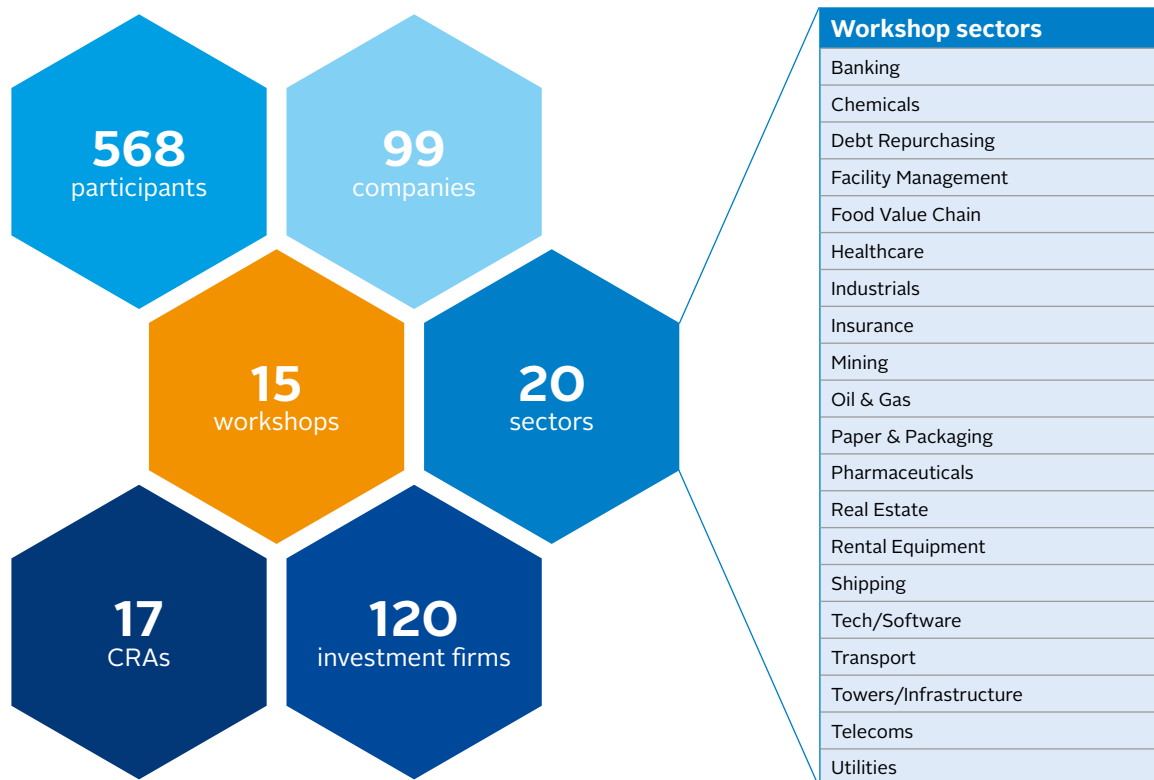 568
participants
99
companies
15
workshops
20
sectors
17
CRAs
120
investment firms
Workshop sectors
Banking
Chemicals
Debt Repurchasing
Facility Management
Food Value Chain
Healthcare
Industrials
Insurance
Mining
Oil & Gas
Paper & Packaging
Pharmaceuticals
Real Estate
Rental Equipment
Shipping
Tech/Software
Transport
Towers/Infrastructure
Telecoms
Utilities